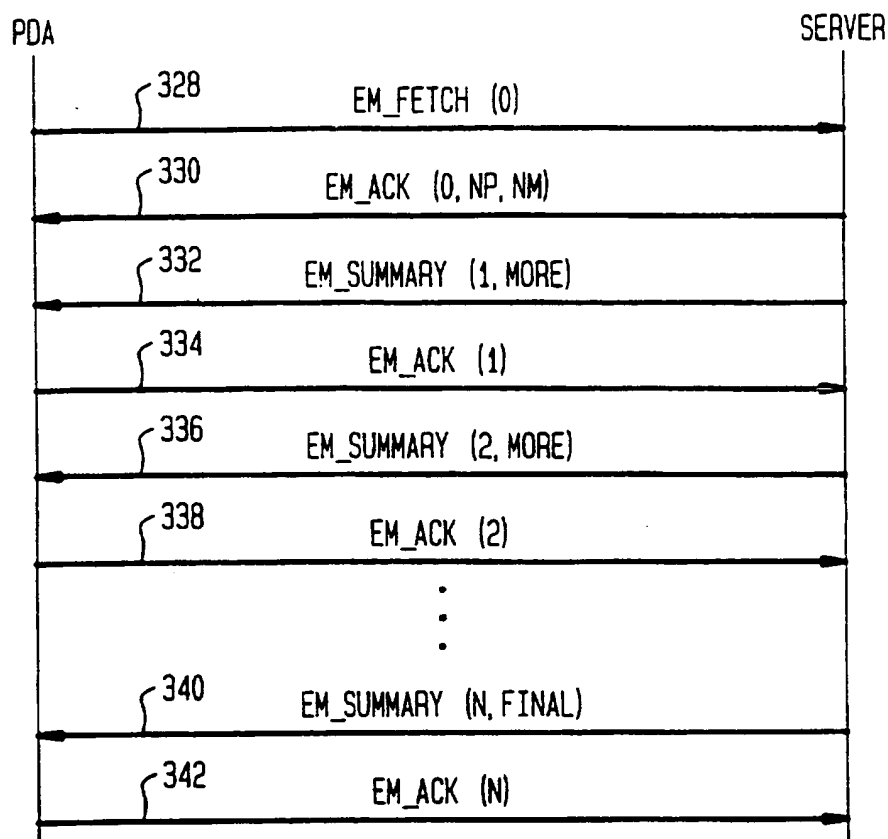 PDA SERVER
328
EM_FETCH (0)
330
EM_ACK (0, NP, NM)
332
EM_SUMMARY (1, MORE)
334
EM_ACK (1)
336
EM_SUMMARY (2, MORE)
338
EM_ACK (2)
340
EM_SUMMARY (N, FINAL)
342
EM_ACK (N)